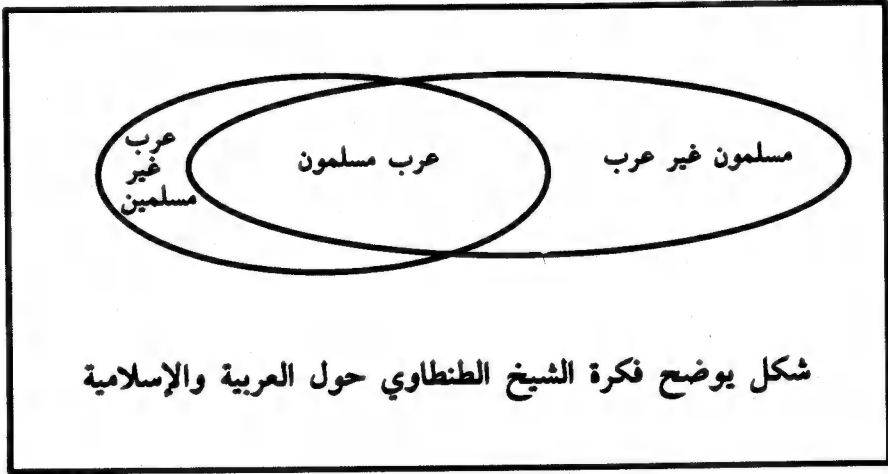 مسلمون غير عرب
عرب مسلمون
عرب
غير
مسلمين
شكل يوضح فكرة الشيخ الطنطاوي حول العربية والإسلامية